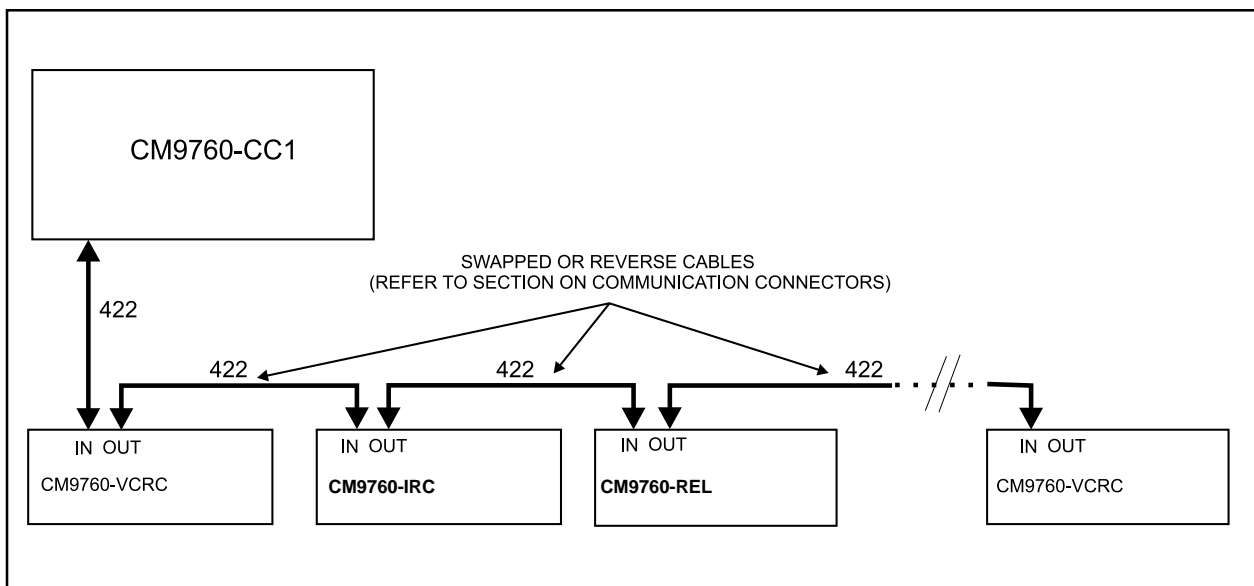 CM9760-CC1
SWAPPED OR REVERSE CABLES
(REFER TO SECTION ON COMMUNICATION CONNECTORS)
422
422
422
422
IN OUT
CM9760-VCRC
IN OUT
CM9760-IRC
IN OUT
CM9760-REL
IN OUT
CM9760-VCRC